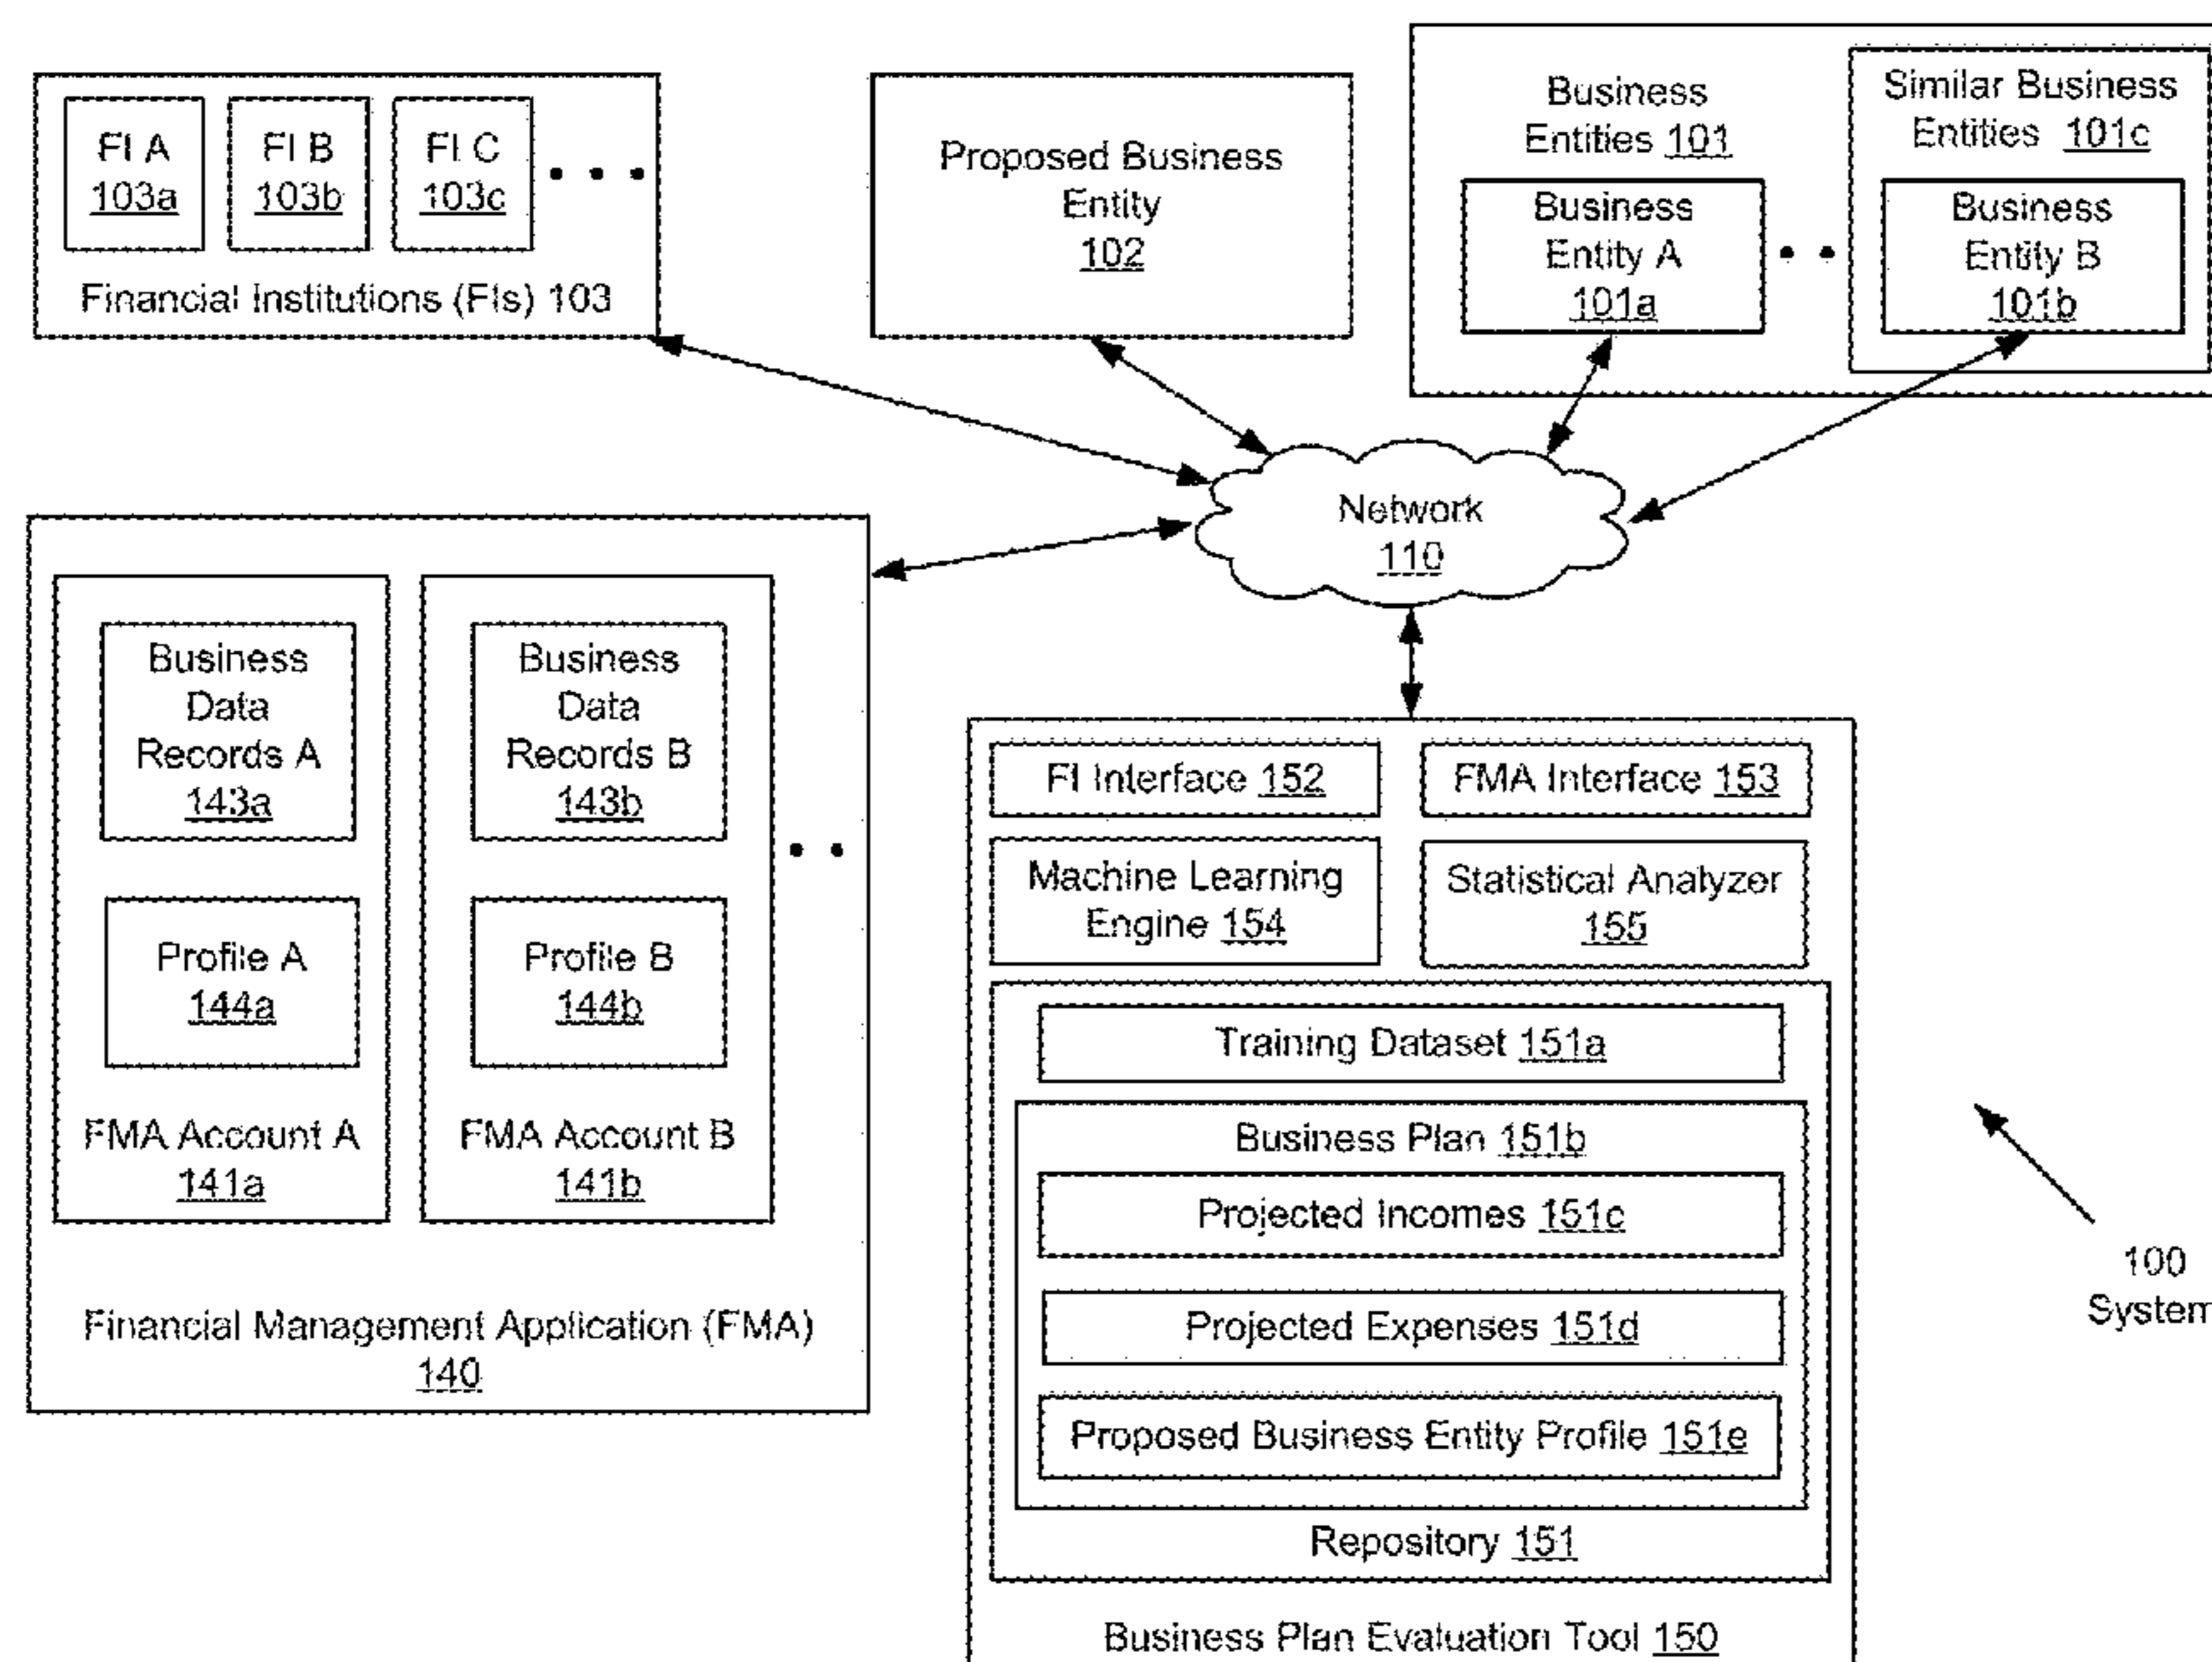 FI A
103a
FI B
103b
FI C
103c
Financial Institutions (FIs) 103
Proposed Business
Entity
102
Business
Entities 101
Similar Business
Entities 101c
Business
Entity A
101a
Business
Entity B
101b
Network
110
Business
Data
Records A
143a
Profile A
144a
FMA Account A
141a
Business
Data
Records B
143b
Profile B
144b
FMA Account B
141b
Financial Management Application (FMA)
140
FI Interface 152
FMA Interface 153
Machine Learning
Engine 154
Statistical Analyzer
155
Training Dataset 151a
Business Plan 151b
Projected Incomes 151c
Projected Expenses 151d
Proposed Business Entity Profile 151e
Repository 151
Business Plan Evaluation Tool 150
100
System